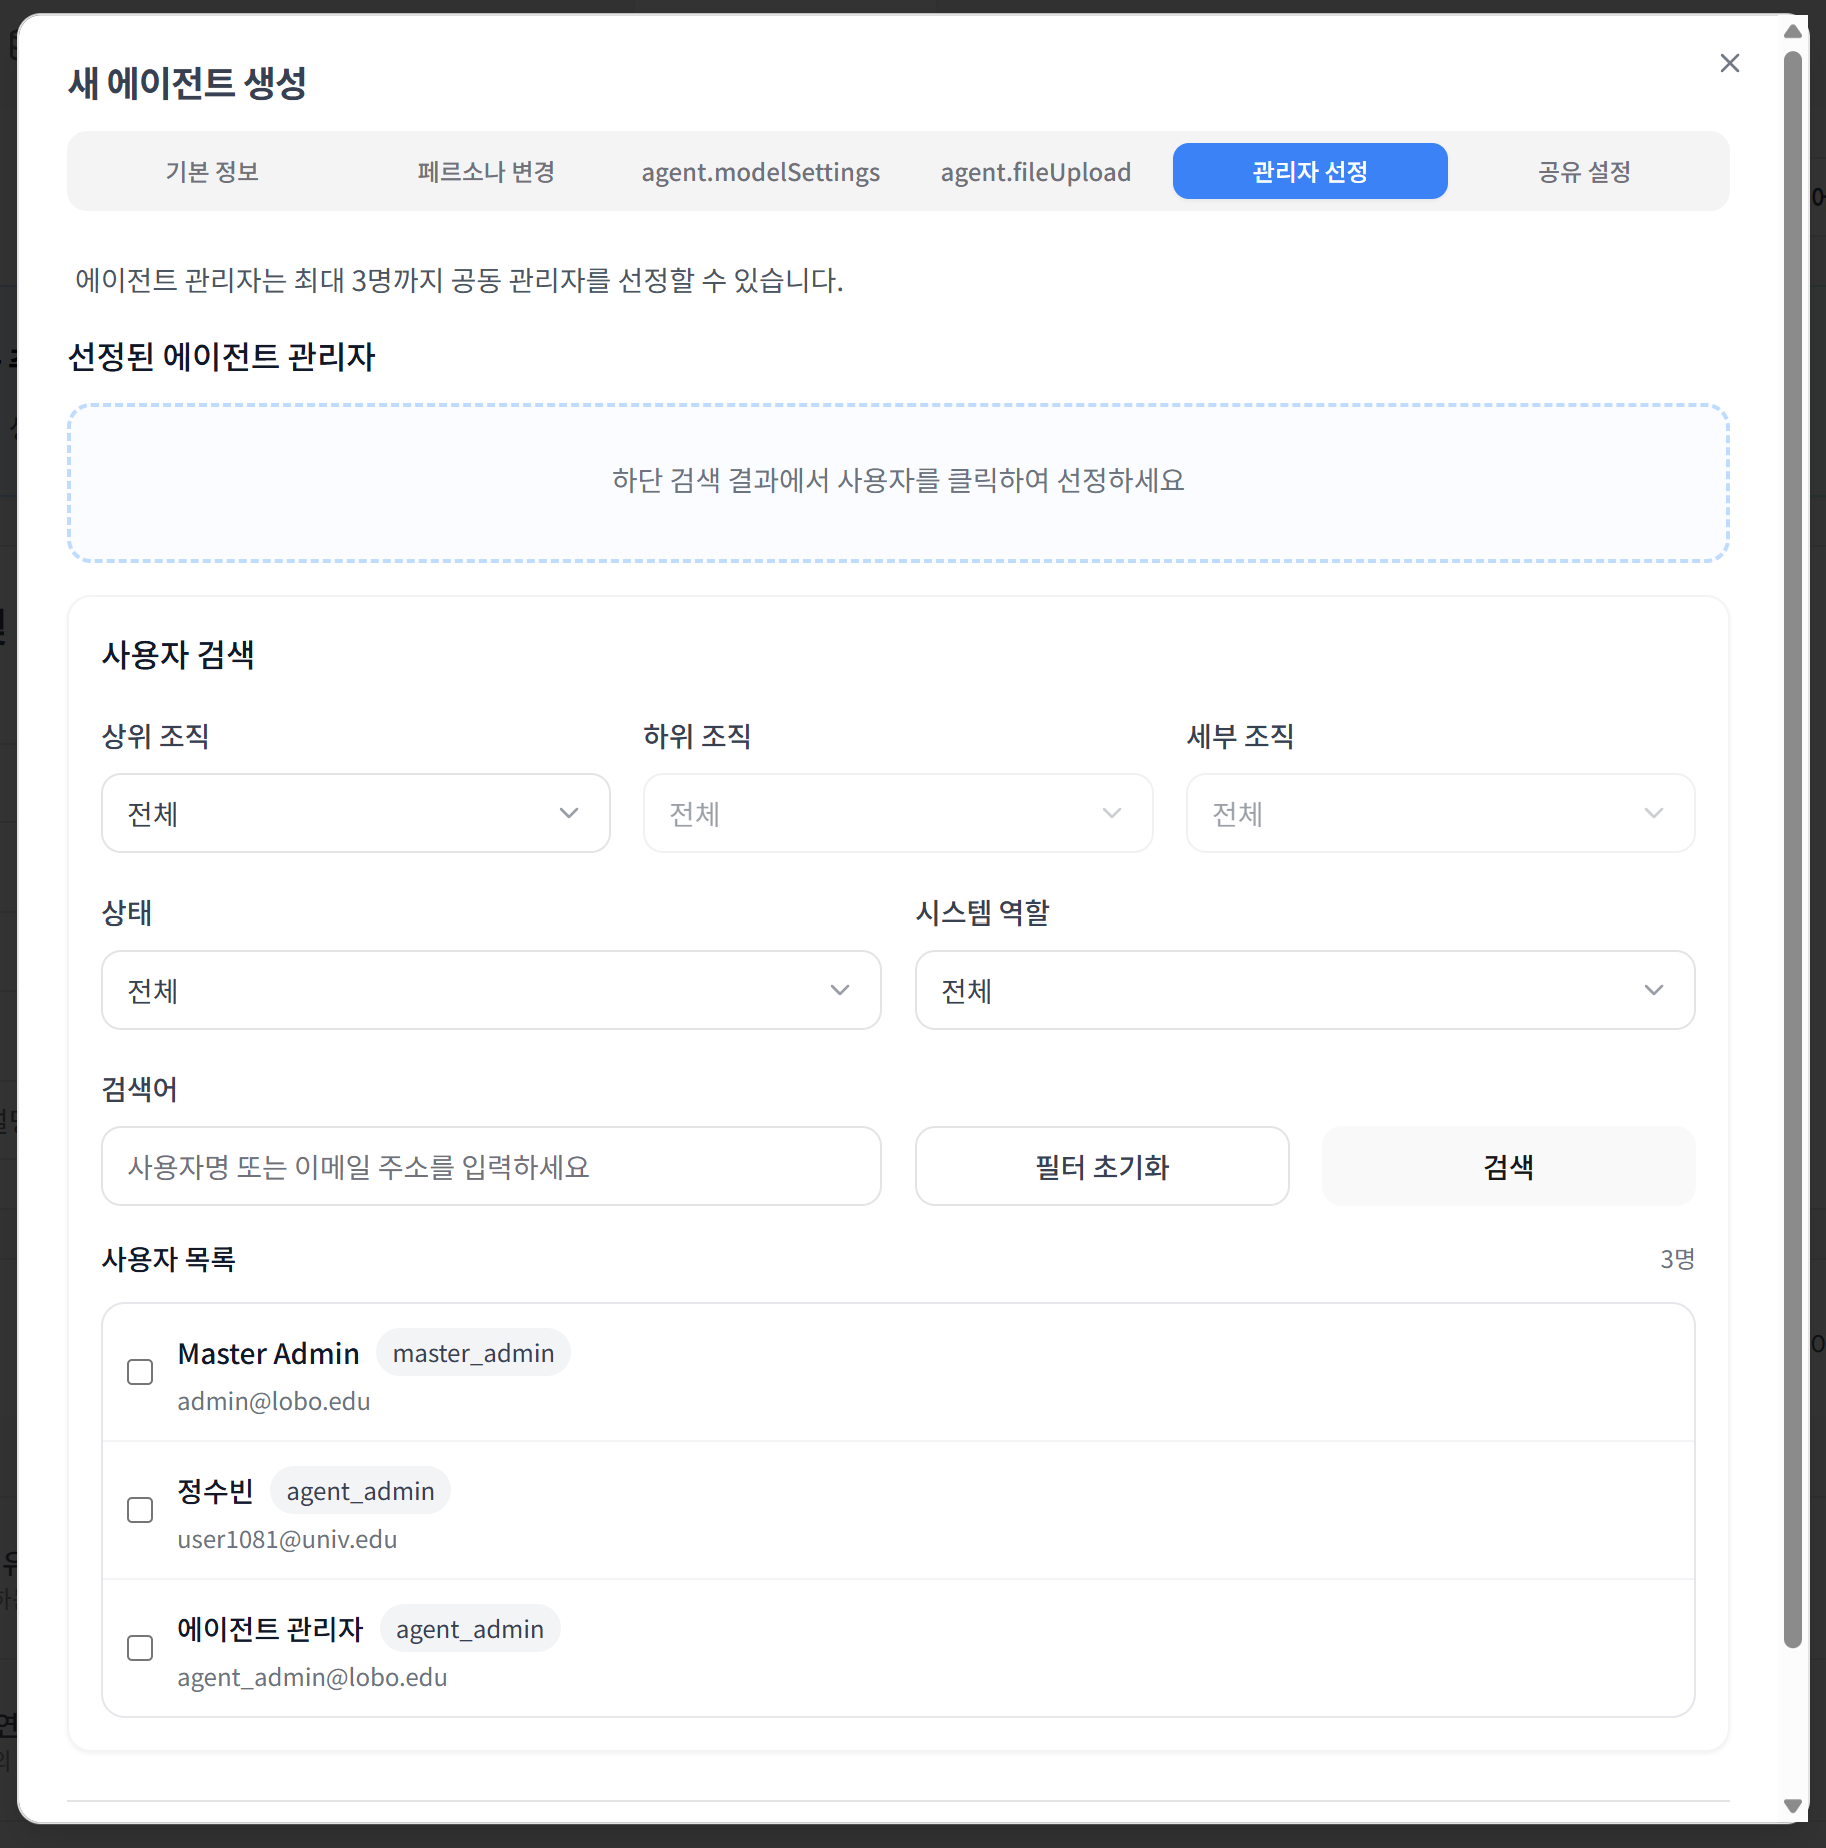 새 에이전트 생성
기본 정보 페르소나 변경 agent.modelSettings agent.fileUpload 관리자 선정 공유 설정
에이전트 관리자는 최대 3명까지 공동 관리자를 선정할 수 있습니다.
선정된 에이전트 관리자
하단 검색 결과에서 사용자를 클릭하여 선정하세요
사용자 검색
상위 조직 하위 조직 세부 조직
전체 전체 전체
상태 시스템 역할
전체 전체
검색어
사용자명 또는 이메일 주소를 입력하세요 필터 초기화 검색
사용자 목록 3명
Master Admin master_admin
admin@lobo.edu
정수빈 agent_admin
user1081@univ.edu
에이전트 관리자 agent_admin
agent_admin@lobo.edu